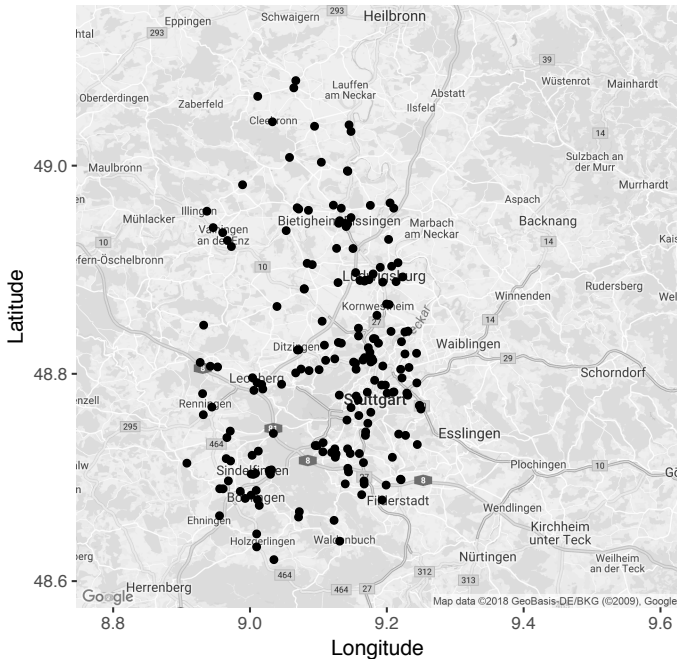 293
Schwaigern
Eppingen
Heilbronn
293
39
Lauffen
am Neckar
Abstatt
Wüstenrot
Mainhardt
Oberderdingen
Zaberfeld
Ilsfeld
Cleebronn
14
49.0
Sulzbach an
der Murr
Maulbronn
Murrhardt
Illingen
Aspach
Mühlacker
Bietigheim-Bissingen
Marbach
am Neckar
Backnang
Vaihingen
an der Enz
10
14
10
Ludwigsburg
Rudersberg
Winnenden
Kornwestheim
27
14
Ditzingen
Waiblingen
29
8
48.8
Leonberg
Schorndorf
Renningen
Stuttgart
295
81
Esslingen
464
8
Plochingen
10
Sindelfingen
27
8
Böblingen
Filderstadt
Wendlingen
Ehningen
Kirchheim
unter Teck
Holzgerlingen
Waldenbuch
Nürtingen
Weilheim
an der Teck
312
313
464
464
27
Herrenberg
48.6
Google
Map data ©2018 GeoBasis-DE/BKG (©2009), Google
8.8
9.0
9.2
9.4
9.6
Longitude
Latitude